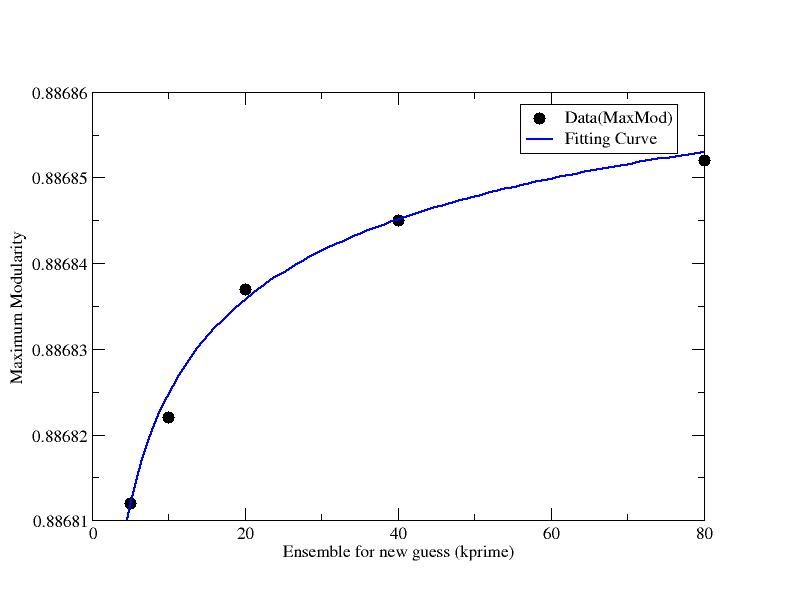 0.88686
Data(MaxMod)
Fitting Curve
0.88685
0.88684
0.88683
0.88682
0.88681
Maximum Modularity
0 20 40 60 80
Ensemble for new guess (kprime)